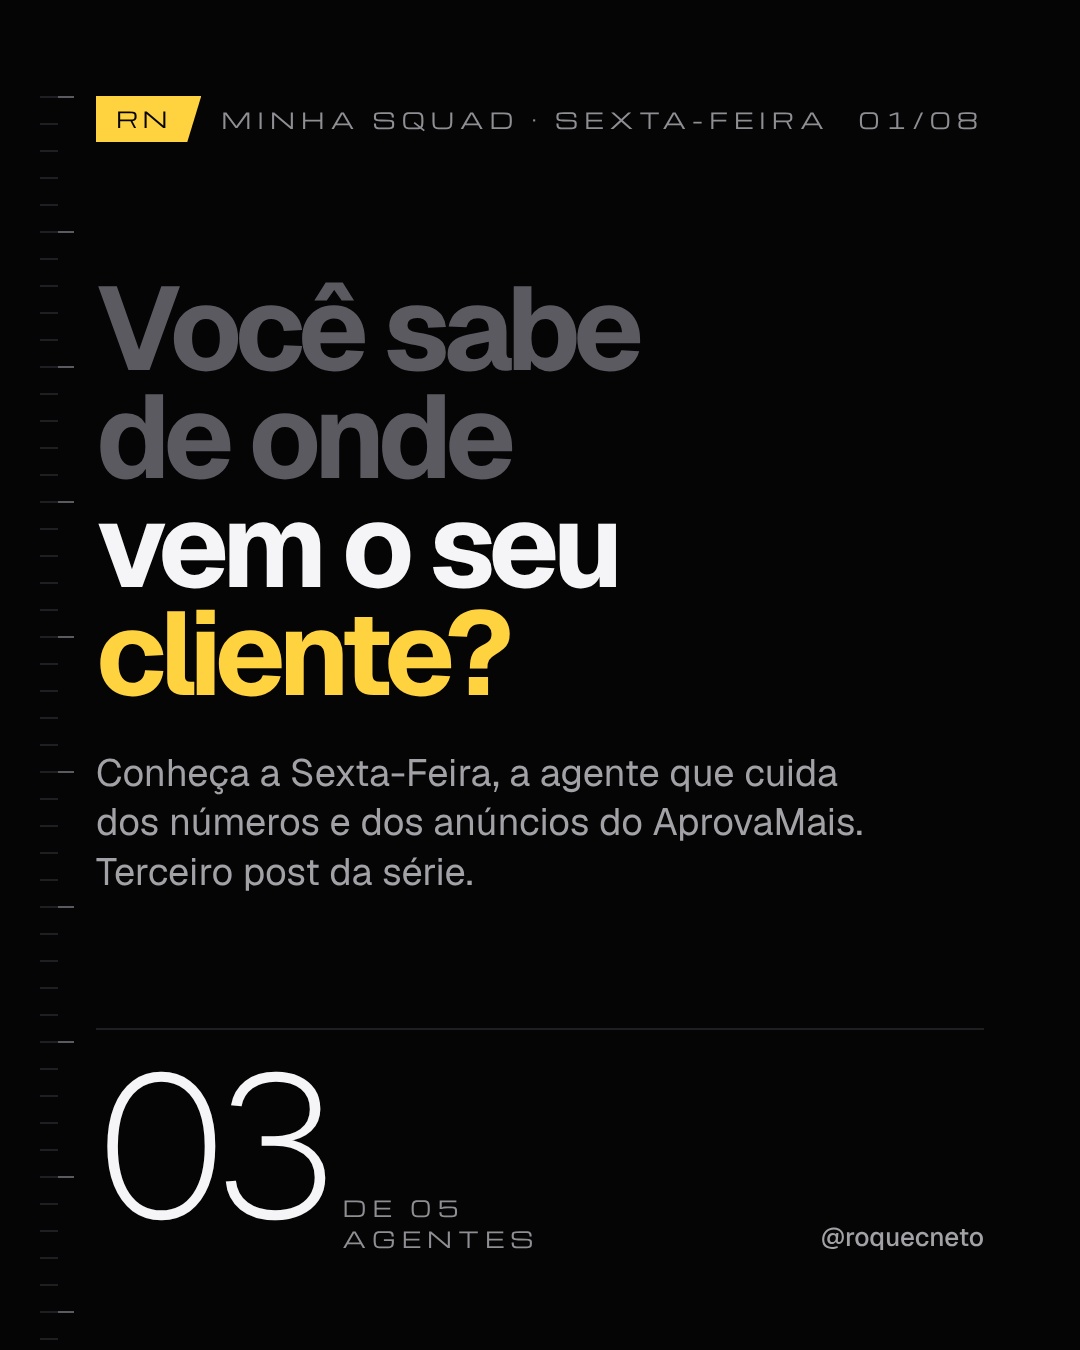 RN MINHA SQUAD · SEXTA-FEIRA 01/08
Você sabe
de onde
vem o seu
cliente?
Conheça a Sexta-Feira, a agente que cuida
dos números e dos anúncios do AprovaMais.
Terceiro post da série.
03
DE 05
AGENTES
@roquecneto